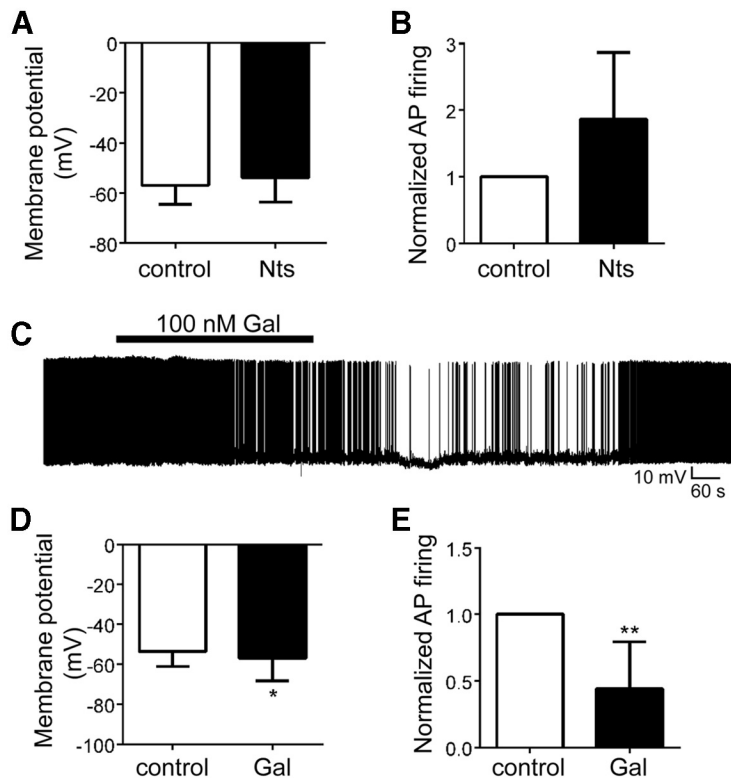 A
Membrane potential
(mV)
0
-20
-40
-60
-80
control Nts
B
Normalized AP firing
3
2
1
0
control Nts
C
100 nM Gal
10 mV
60 s
D
Membrane potential
(mV)
0
-20
-40
-60
-80
-100
*
control Gal
E
Normalized AP firing
1.5
1.0
0.5
0.0
**
control Gal